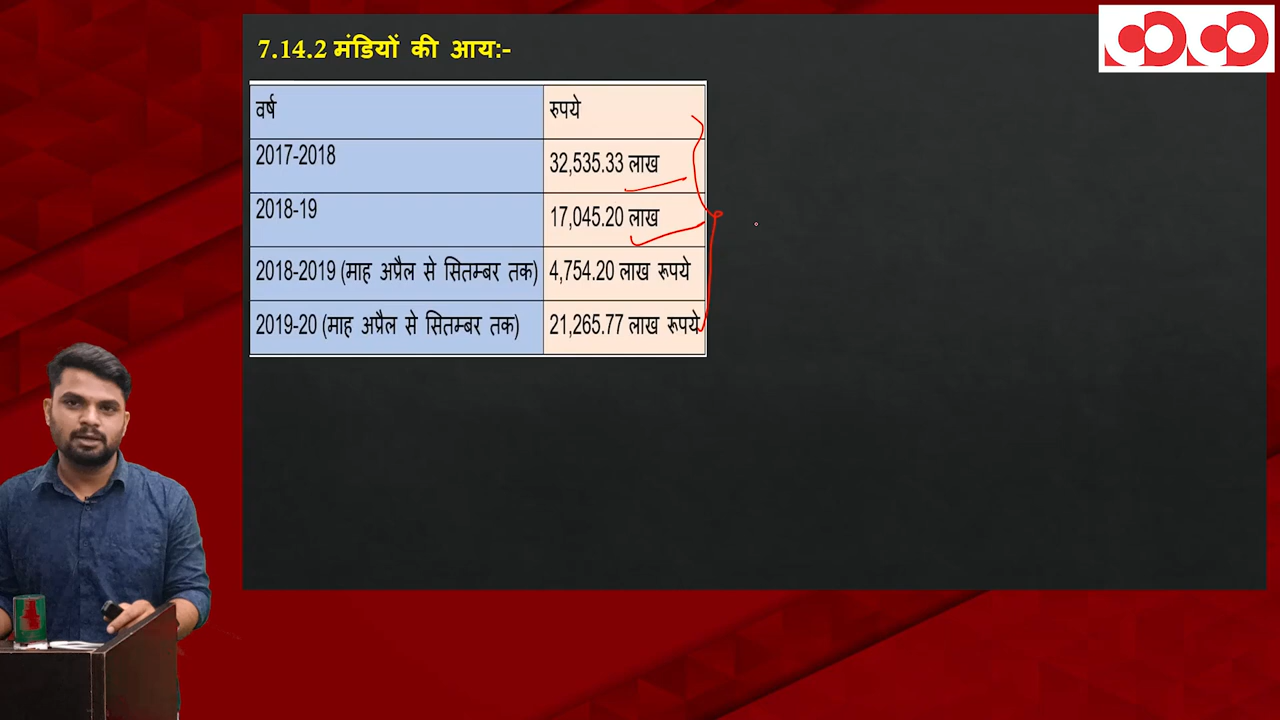 7.14.2 मंडियों की आय:-
वर्ष रुपये
2017-2018 32,535.33 लाख
2018-19 17,045.20 लाख
2018-2019 (माह अप्रैल से सितम्बर तक) 4,754.20 लाख रूपये
2019-20 (माह अप्रैल से सितम्बर तक) 21,265.77 लाख रूपये